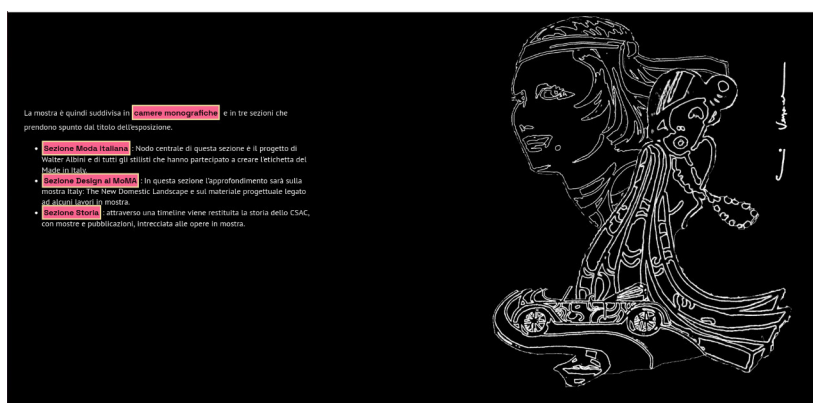 La mostra è quindi suddivisa in camere monografiche e in tre sezioni che
prendono spunto dal titolo dell'esposizione.
• Sezione Moda Italiana : Nodo centrale di questa sezione è il progetto di
Walter Albini e di tutti gli stilisti che hanno partecipato a creare l'etichetta del
Made in Italy.
• Sezione Design al MoMA : In questa sezione l'approfondimento sarà sulla
mostra Italy: The New Domestic Landscape e sul materiale progettuale legato
ad alcuni lavori in mostra.
• Sezione Storia : attraverso una timeline viene restituita la storia dello CSAC,
con mostre e pubblicazioni, intrecciata alle opere in mostra.